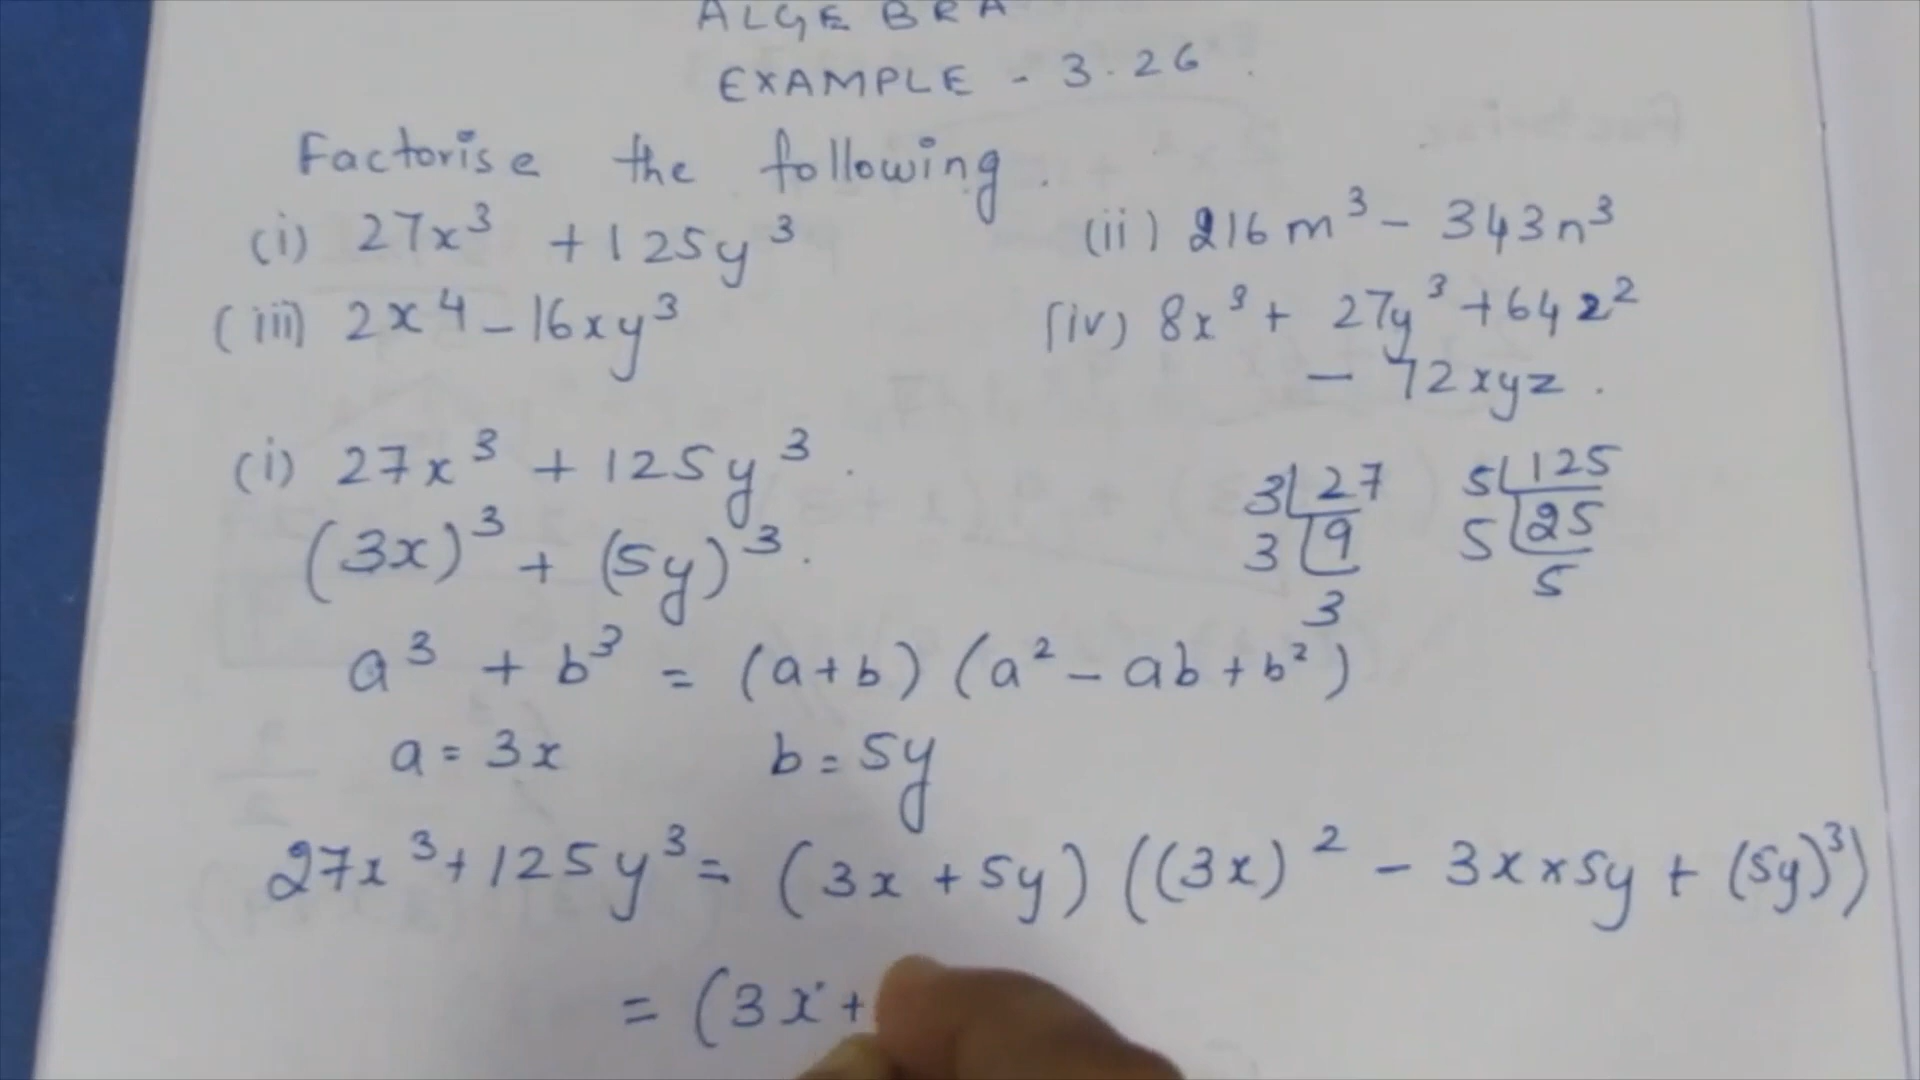 ALGEBRA
EXAMPLE - 3.26
Factorise the following.
(i) 27x³ + 125y³ (ii) 216m³ - 343n³
(iii) 2x⁴ - 16xy³ (iv) 8x³ + 27y³ + 64z²
- 72xyz.
(i) 27x³ + 125y³. 3 27 5 125
(3x)³ + (5y)³. 3 9 5 25
3 5
a³ + b³ = (a+b) (a² - ab + b²)
a = 3x b = 5y
27x³ + 125y³ = (3x + 5y) ((3x)² - 3x × 5y + (5y)³)
= (3x +